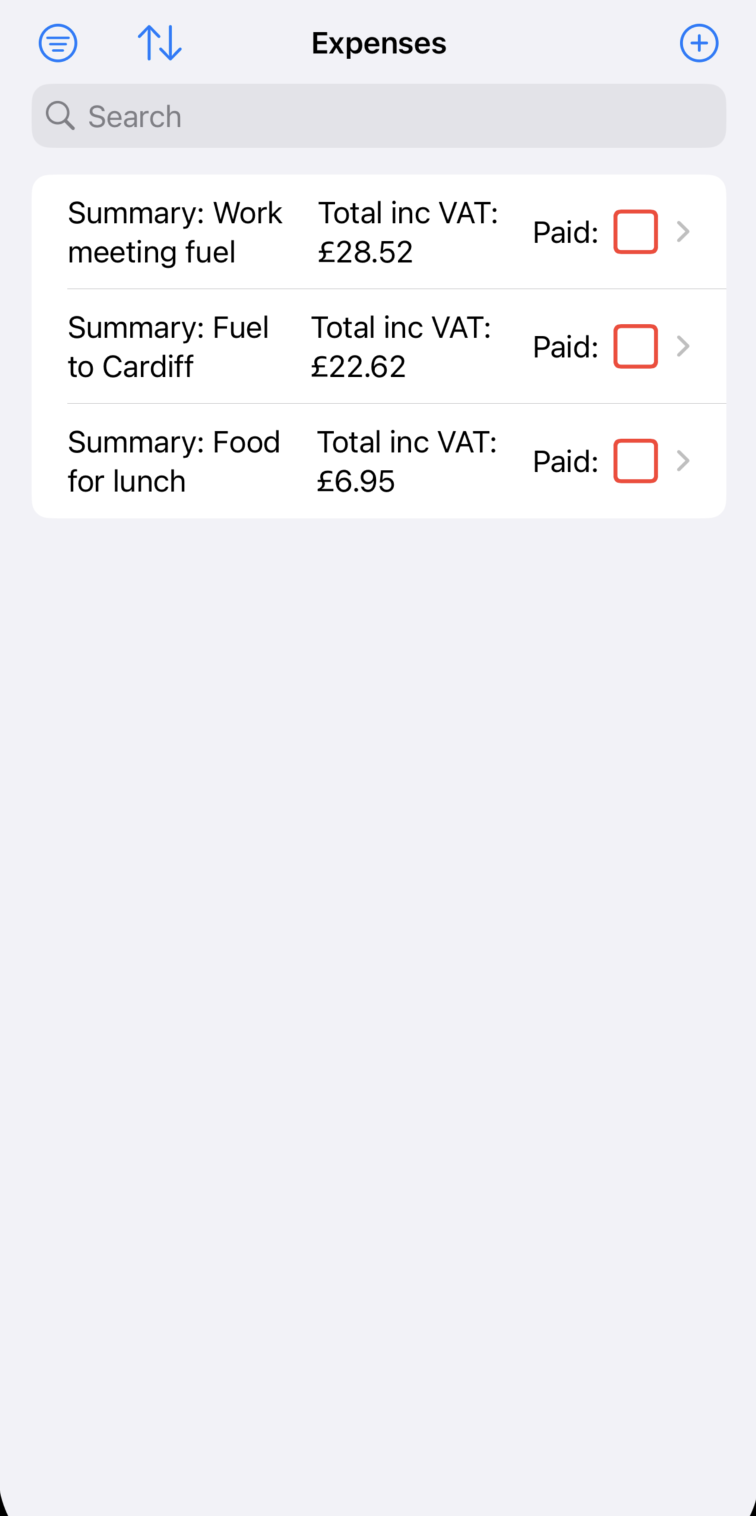 Expenses
Search
Summary: Work
meeting fuel
Total inc VAT:
£28.52
Paid:
Summary: Fuel
to Cardiff
Total inc VAT:
£22.62
Paid:
Summary: Food
for lunch
Total inc VAT:
£6.95
Paid: